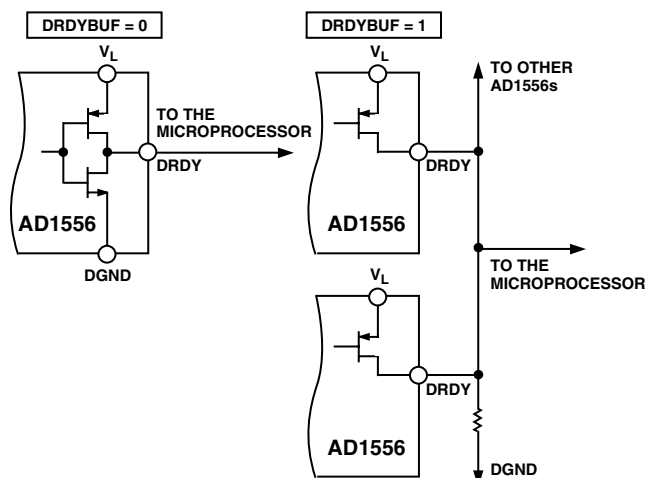 DRDYBUF = 0
VL
TO THE
MICROPROCESSOR
DRDY
AD1556
DGND
DRDYBUF = 1
VL
TO OTHER
AD1556s
DRDY
AD1556
TO THE
MICROPROCESSOR
VL
DRDY
AD1556
DGND